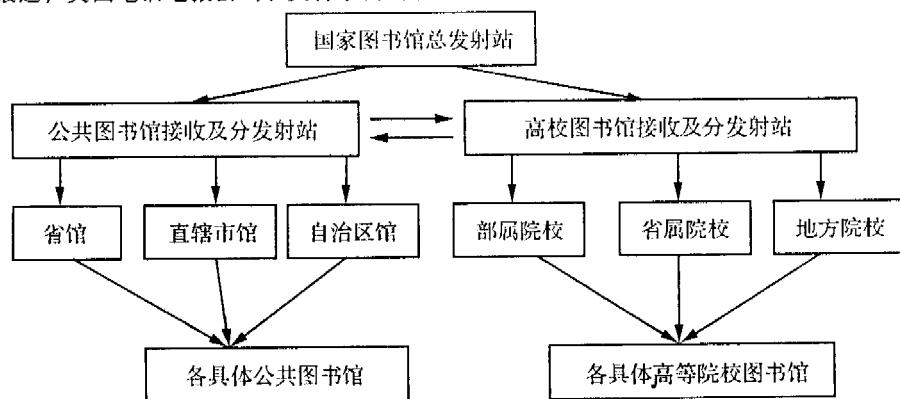 国家图书馆总发射站
公共图书馆接收及分发射站
高校图书馆接收及分发射站
省馆
直辖市馆
自治区馆
部属院校
省属院校
地方院校
各具体公共图书馆
各具体高等院校图书馆